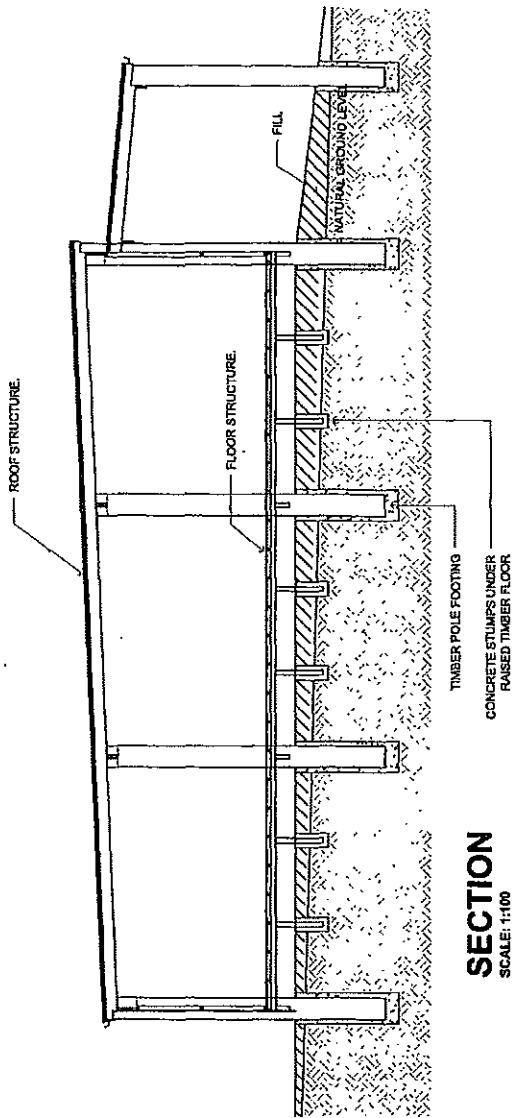 ROOF STRUCTURE.
FLOOR STRUCTURE.
FILL
NATURAL GROUND LEVEL
TIMBER POLE FOOTING
CONCRETE STUMPS UNDER
RAISED TIMBER FLOOR
SECTION
SCALE: 1:100